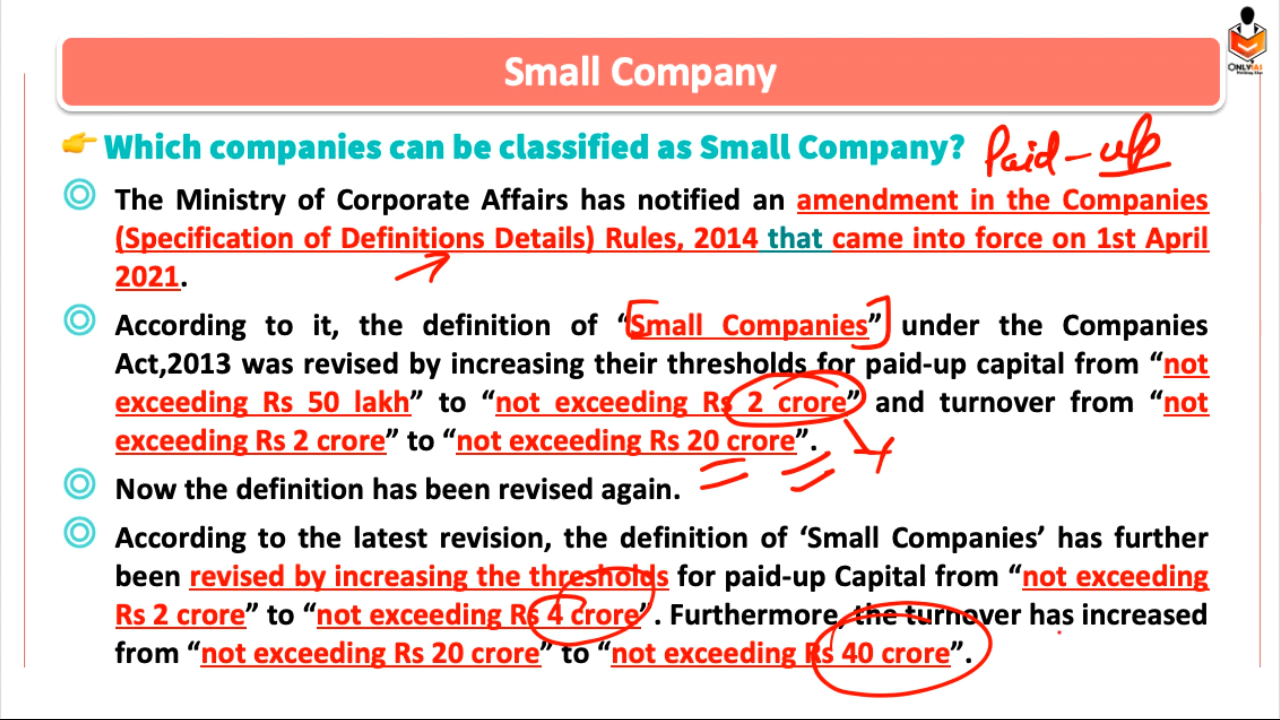 Small Company
ONLYIAS
Which companies can be classified as Small Company? Paid-up
The Ministry of Corporate Affairs has notified an amendment in the Companies
(Specification of Definitions Details) Rules, 2014 that came into force on 1st April
2021.
According to it, the definition of “Small Companies” under the Companies
Act,2013 was revised by increasing their thresholds for paid-up capital from “not
exceeding Rs 50 lakh” to “not exceeding Rs 2 crore” and turnover from “not
exceeding Rs 2 crore” to “not exceeding Rs 20 crore”.
Now the definition has been revised again.
According to the latest revision, the definition of ‘Small Companies’ has further
been revised by increasing the thresholds for paid-up Capital from “not exceeding
Rs 2 crore” to “not exceeding Rs 4 crore”. Furthermore, the turnover has increased
from “not exceeding Rs 20 crore” to “not exceeding Rs 40 crore”.